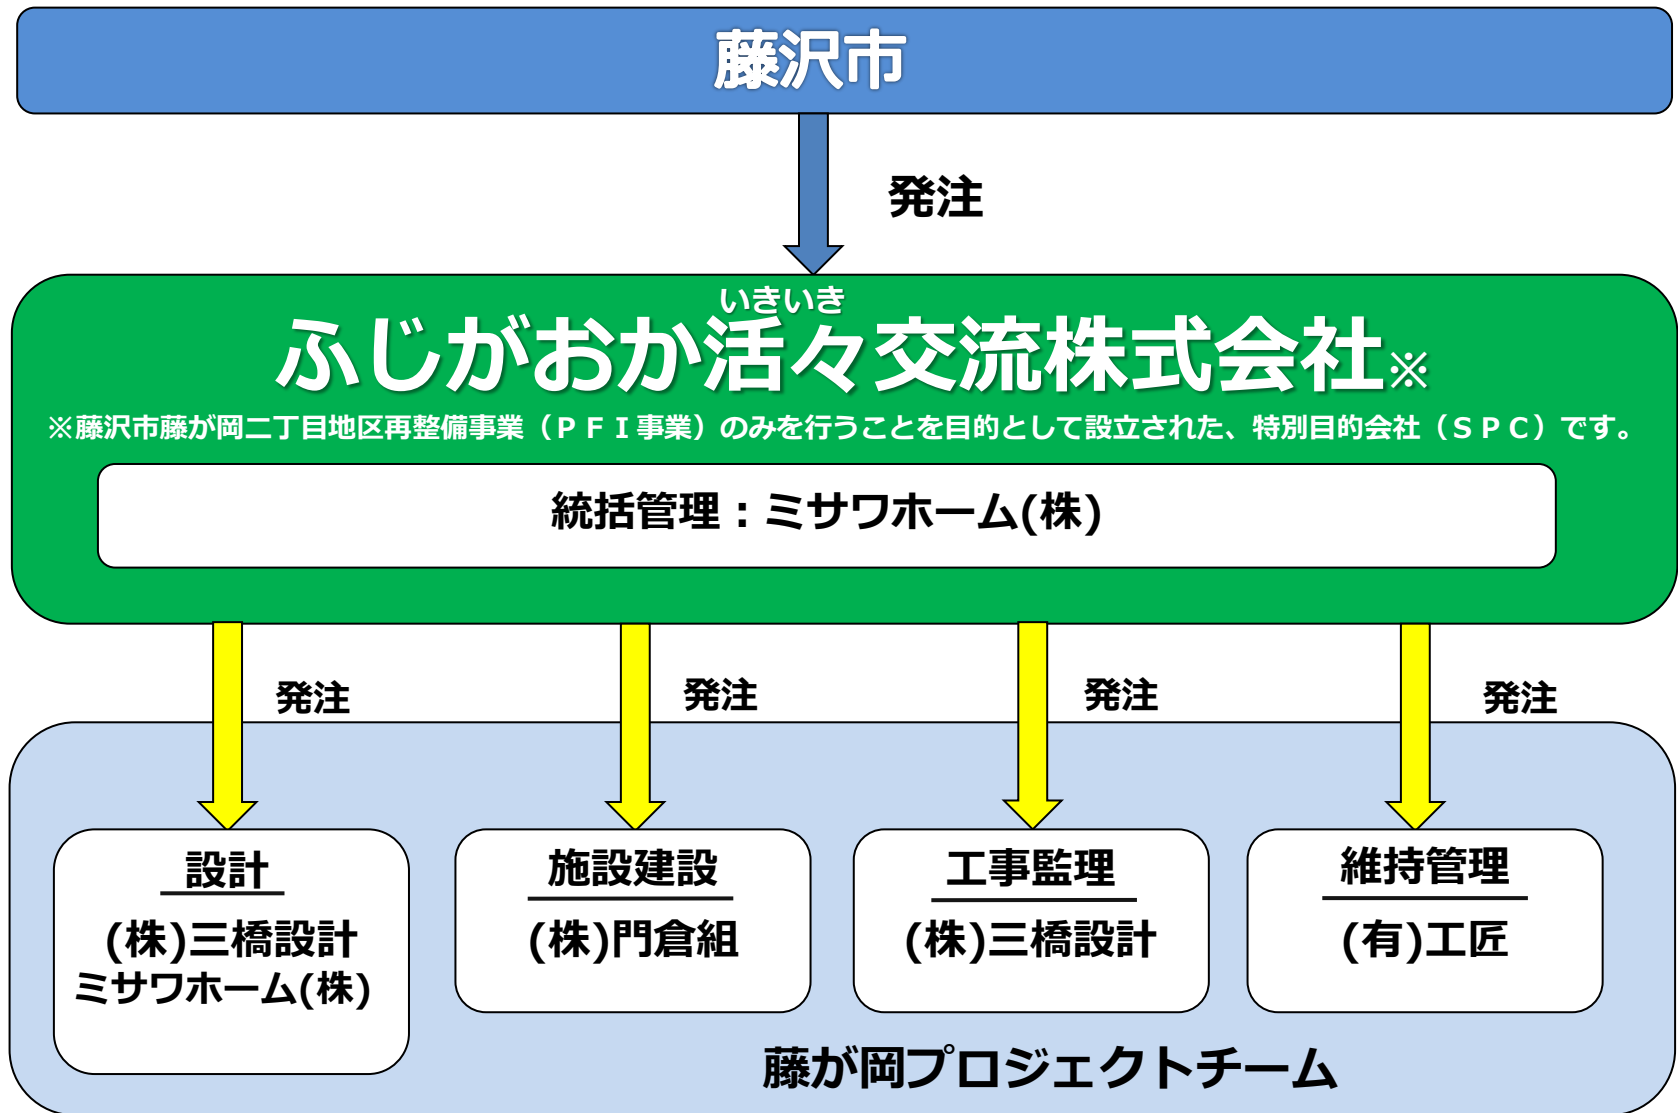 藤沢市
発注
いきいき
ふじがおか活々交流株式会社※
※藤沢市藤が岡二丁目地区再整備事業（ＰＦＩ事業）のみを行うことを目的として設立された、特別目的会社（ＳＰＣ）です。
統括管理：ミサワホーム(株)
発注
発注
発注
発注
設計
(株)三橋設計
ミサワホーム(株)
施設建設
(株)門倉組
工事監理
(株)三橋設計
維持管理
(有)工匠
藤が岡プロジェクトチーム